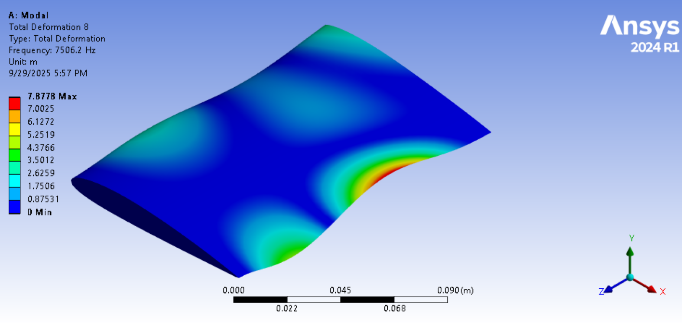 A: Modal
Total Deformation 8
Type: Total Deformation
Frequency: 7506.2 Hz
Unit: m
9/29/2025 5:57 PM
Ansys
2024 R1
7.8778 Max
7.0025
6.1272
5.2519
4.3766
3.5012
2.6259
1.7506
0.87531
0 Min
0.000 0.045 0.090 (m)
0.022 0.068
Y
Z X